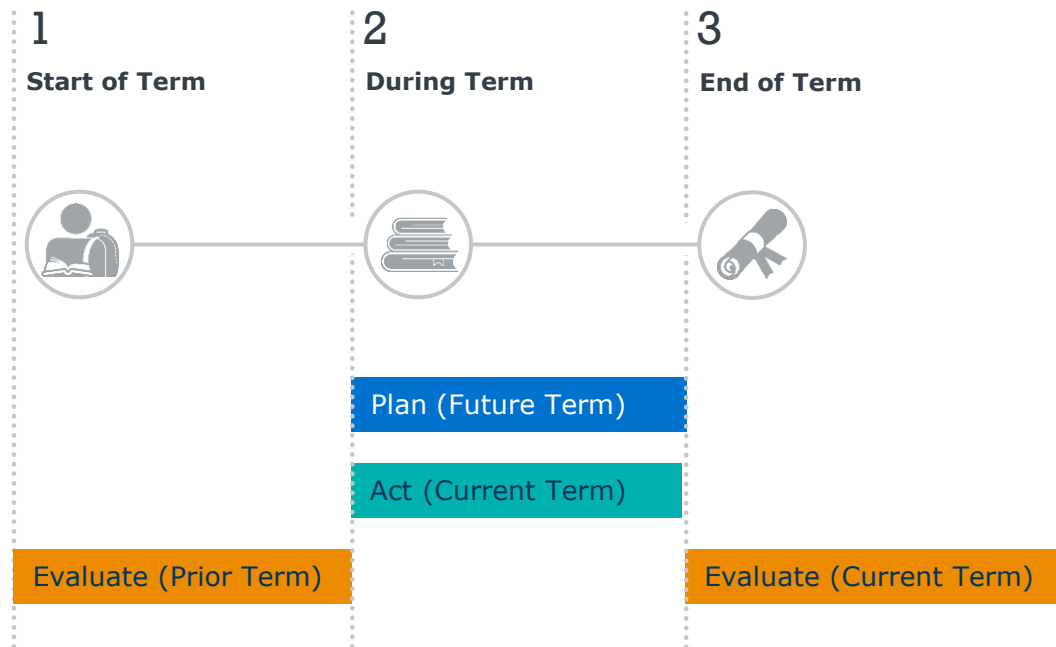 1
Start of Term
2
During Term
3
End of Term
Plan (Future Term)
Act (Current Term)
Evaluate (Prior Term)
Evaluate (Current Term)